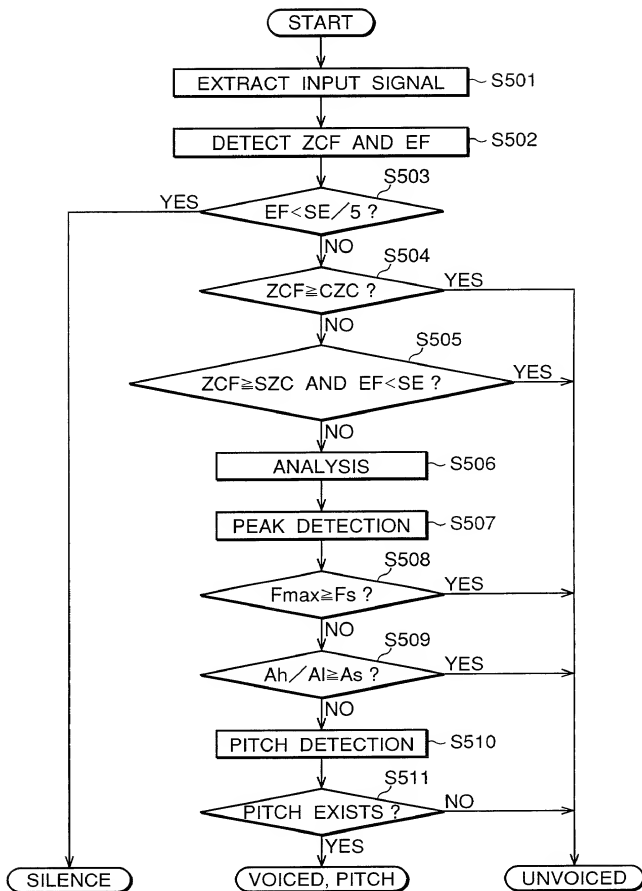 START
EXTRACT INPUT SIGNAL
S501
DETECT ZCF AND EF
S502
S503
YES
EF<SE/5 ?
NO
S504
ZCF≧CZC ?
YES
NO
S505
ZCF≧SZC AND EF<SE ?
YES
NO
ANALYSIS
S506
PEAK DETECTION
S507
S508
Fmax≧Fs ?
YES
NO
S509
Ah/Al≧As ?
YES
NO
PITCH DETECTION
S510
S511
PITCH EXISTS ?
NO
YES
SILENCE
VOICED, PITCH
UNVOICED